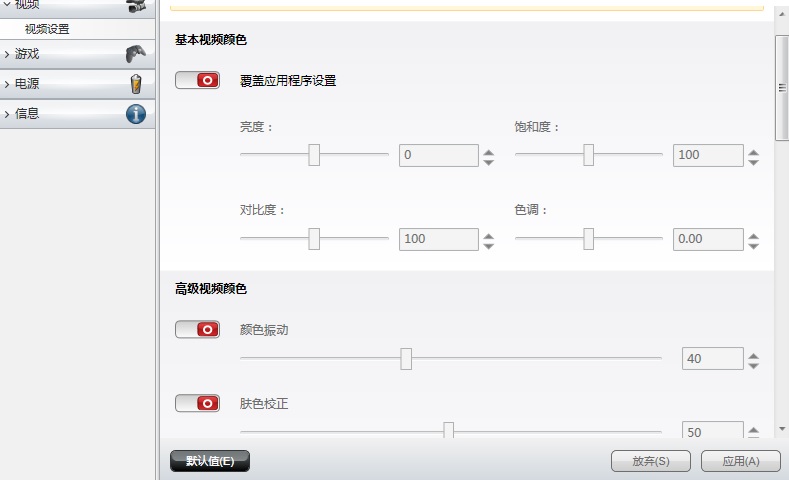 视频
视频设置
游戏
电源
信息
基本视频颜色
覆盖应用程序设置
亮度：
0
饱和度：
100
对比度：
100
色调：
0.00
高级视频颜色
颜色振动
40
肤色校正
50
默认值(E)
放弃(S)
应用(A)